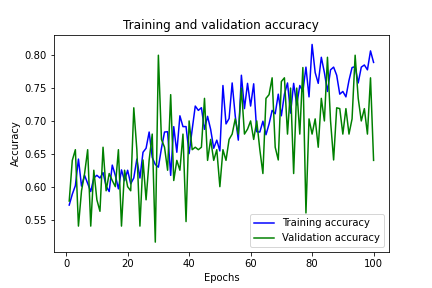 Training and validation accuracy
Accuracy
0.80
0.75
0.70
0.65
0.60
0.55
Training accuracy
Validation accuracy
0
20
40
60
80
100
Epochs